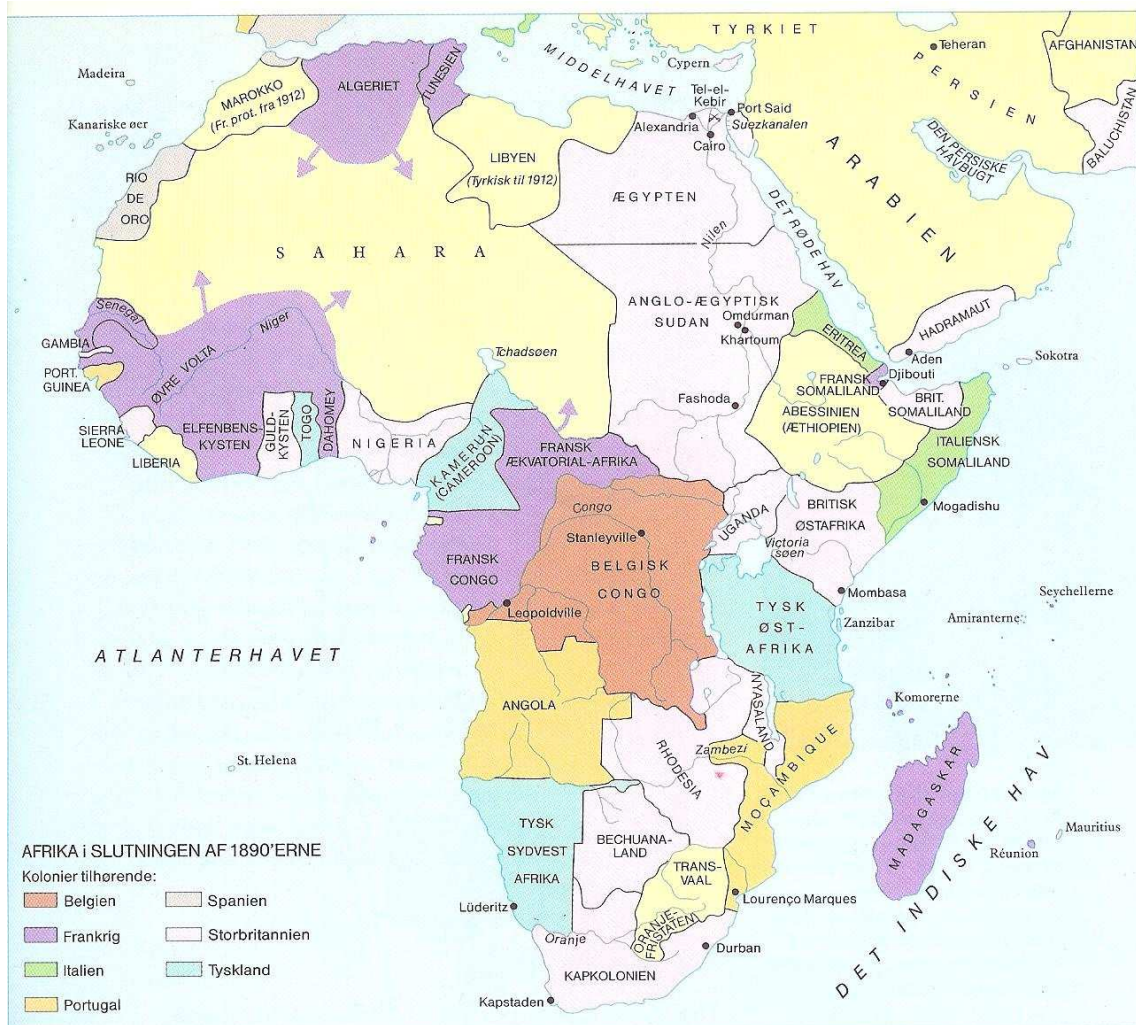 TYRKIET
Teheran
AFGHANISTAN
PERSIEN
BALUCHISTAN
Madeira
MAROKKO
(Fr. prot. fra 1912)
ALGERIET
TUNESIEN
MIDDELHAVET
Cypern
Tel-el-
Kebir
Port Said
Suezkanalen
Alexandria
Cairo
DEN PERSISKE
HAVBUGT
Kanariske øer
LIBYEN
(Tyrkisk til 1912)
ARABIEN
RIO
DE
ORO
ÆGYPTEN
DET RØDE HAV
Nilen
SAHARA
ANGLO-ÆGYPTISK
SUDAN
Omdurman
Khartoum
HADRAMAUT
ERITREA
Aden
Sokotra
Senegal
Niger
GAMBIA
PORT.
GUINEA
ØVRE VOLTA
Tchadsøen
FRANSK
SOMALILAND
Djibouti
BRIT.
SOMALILAND
Fashoda
ABESSINIEN
(ÆTHIOPIEN)
SIERRA
LEONE
LIBERIA
ELFENBENS-
KYSTEN
GULD-
KYSTEN
TOGO
DAHOMEY
NIGERIA
KAMERUN
(CAMEROON)
FRANSK
ÆKVATORIAL-AFRIKA
ITALIENSK
SOMALILAND
Mogadishu
Congo
Stanleyville
BELGISK
CONGO
UGANDA
BRITISK
ØSTAFRIKA
Victoria
søen
FRANSK
CONGO
Leopoldville
Mombasa
Seychellerne
TYSK
ØST-
AFRIKA
Zanzibar
Amiranterne
ATLANTERHAVET
ANGOLA
NYASALAND
Komorerne
RHODESIA
Zambezi
MOÇAMBIQUE
St. Helena
MADAGASKAR
DET INDISKE HAV
Mauritius
Réunion
TYSK
SYDVEST
AFRIKA
BECHUANA-
LAND
TRANS-
VAAL
Lourenço Marques
Lüderitz
Oranje
ORANJE-
FRISTATEN)
Durban
KAPKOLONIEN
Kapstaden
AFRIKA i SLUTNINGEN AF 1890'ERNE
Kolonier tilhørende:
Belgien
Frankrig
Italien
Portugal
Spanien
Storbritannien
Tyskland